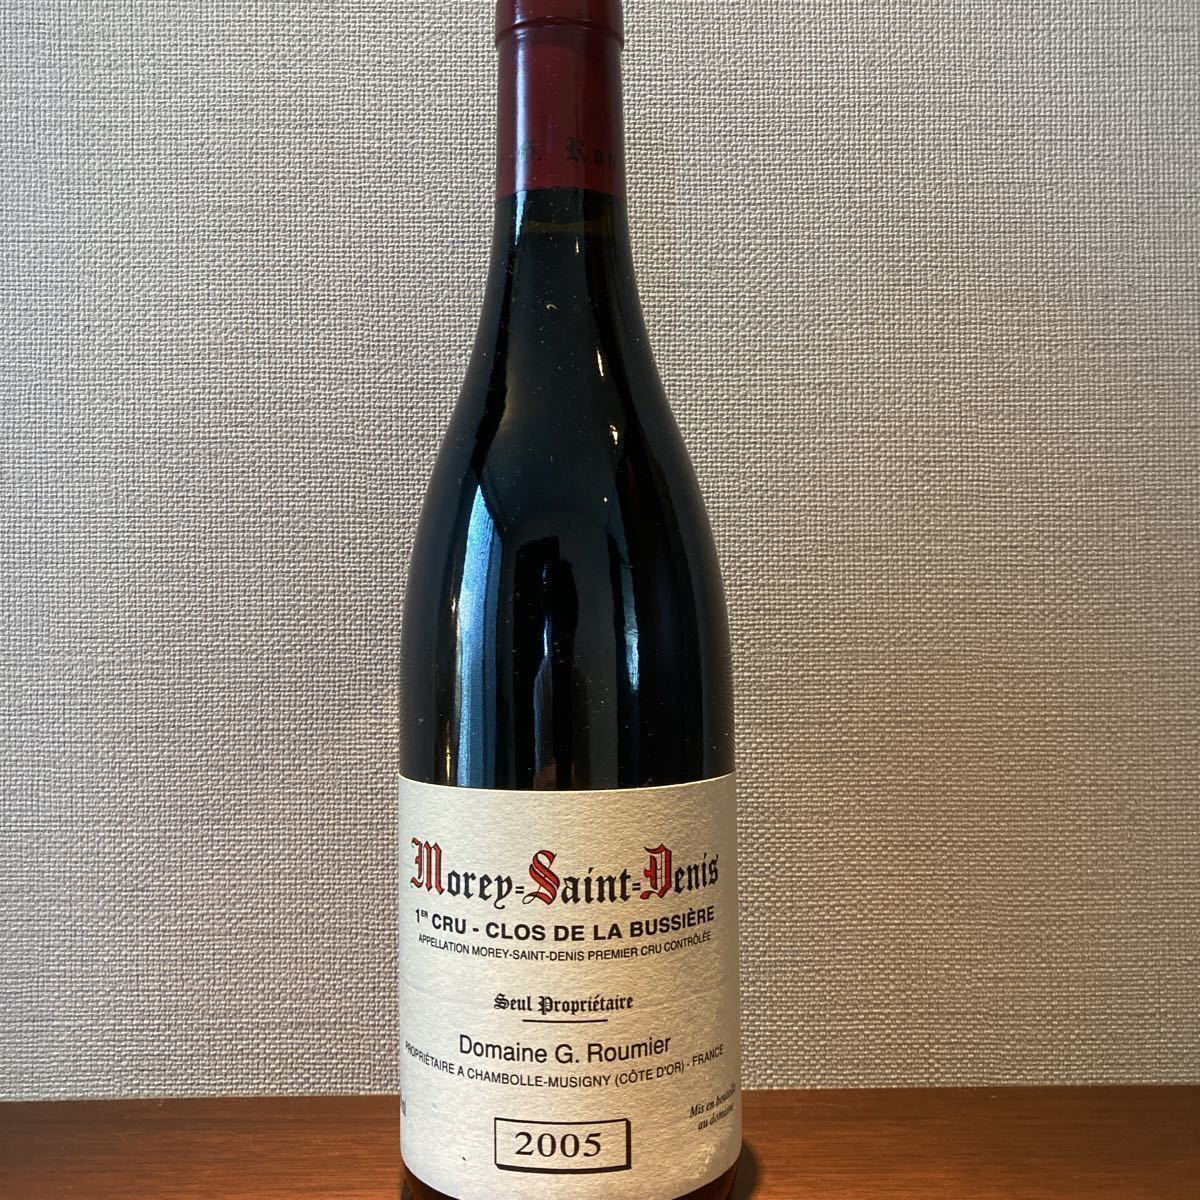 G. Rou
Morey-Saint-Denis
1ER CRU - CLOS DE LA BUSSIÈRE
APPELLATION MOREY-SAINT-DENIS PREMIER CRU CONTRÔLÉE
Seul Propriétaire
Domaine G. Roumier
PROPRIÉTAIRE A CHAMBOLLE-MUSIGNY (CÔTE D'OR) - FRANCE
Mis en bouteille
au domaine
2005